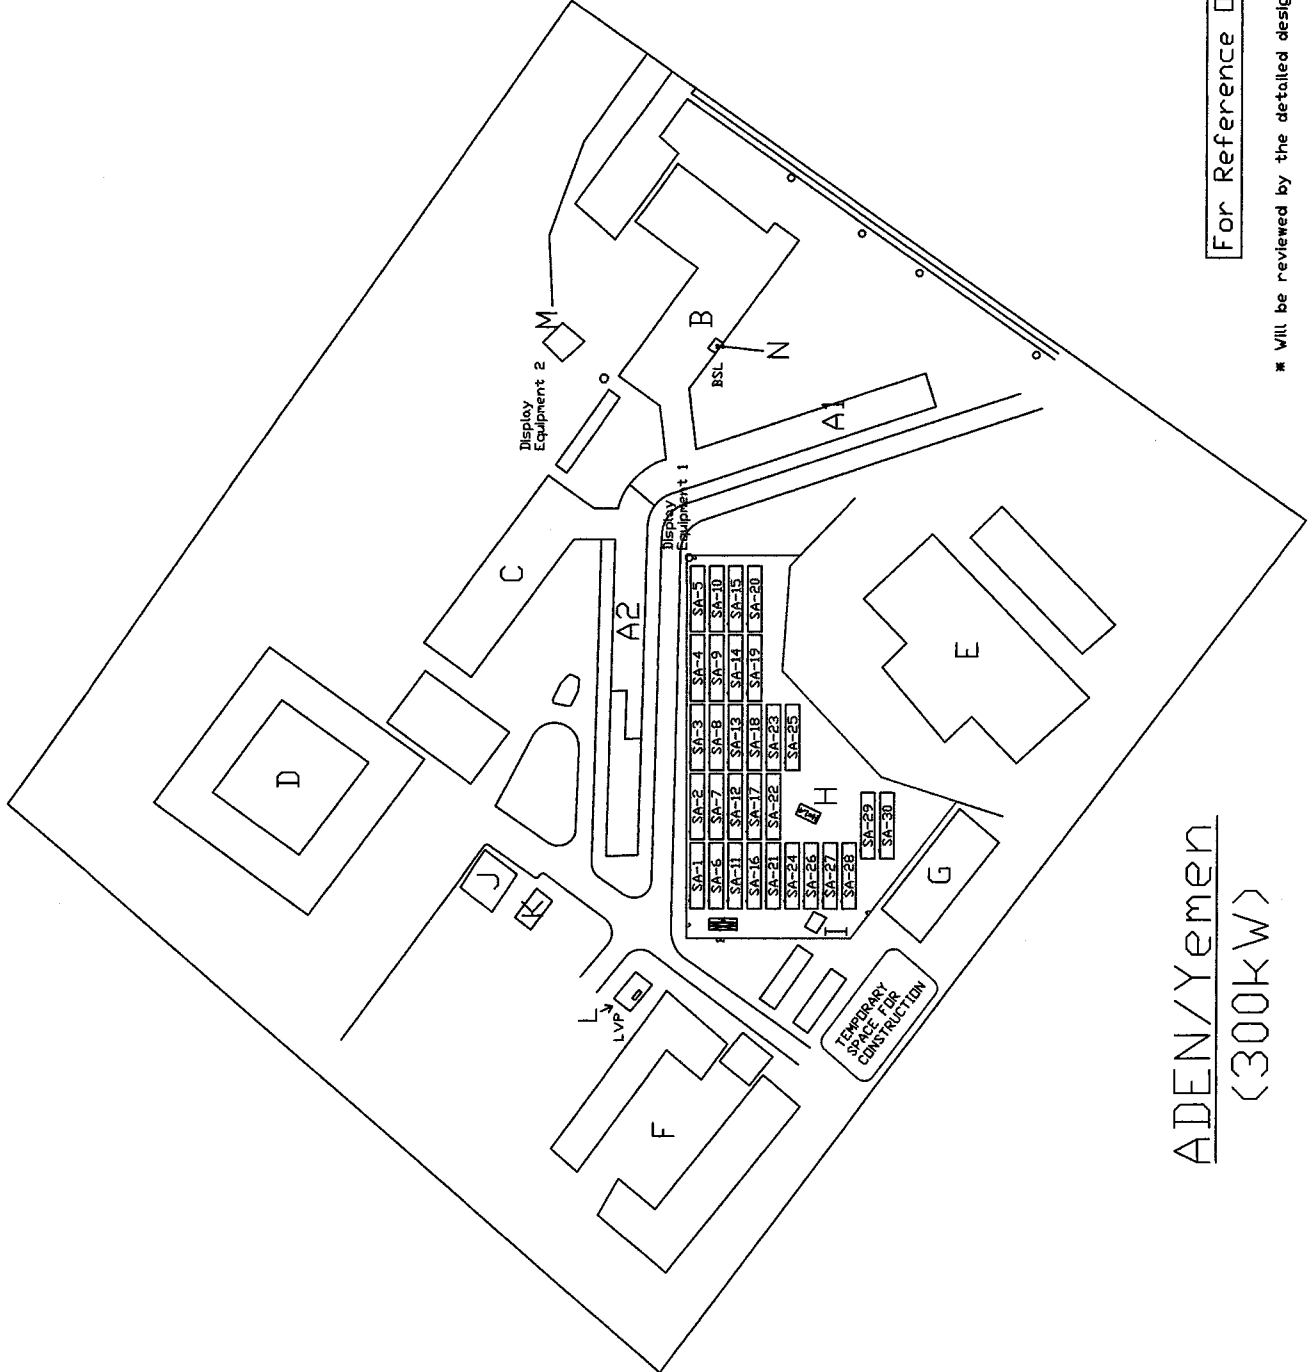 D
J
C
Display
Equipment 2
K
M
L
LVP
A2
F
Display
Equipment 1
SA-1 SA-2 SA-3 SA-4 SA-5
B
SA-6 SA-7 SA-8 SA-9 SA-10
BSL
SA-11 SA-12 SA-13 SA-14 SA-15
SA-16 SA-17 SA-18 SA-19 SA-20
SA-21 SA-22 SA-23
N
SA-24 SA-25
SA-26
H
SA-27
I
A1
SA-28
TEMPORARY
SPACE FOR
CONSTRUCTION
SA-29
SA-30
G
E
ADEN/Yemen
(300kW)
For Reference
* Will be reviewed by the detailed